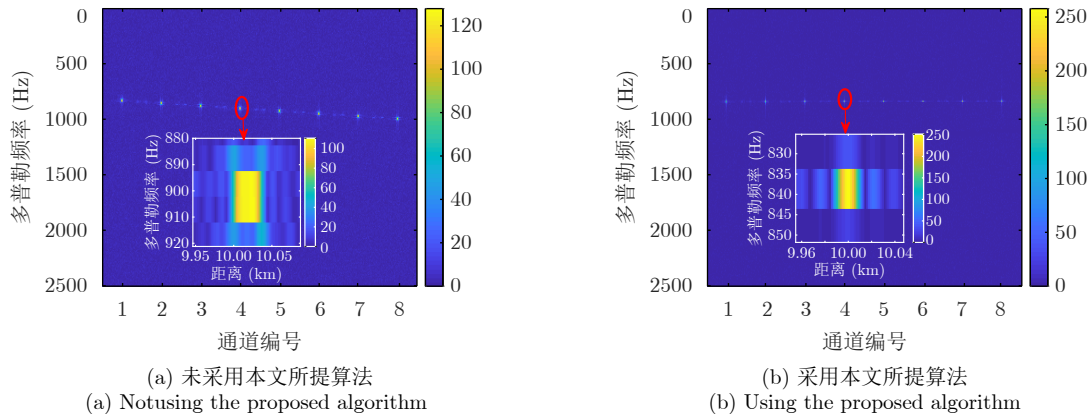 0
500
1000
1500
2000
2500
多普勒频率 (Hz)
1 2 3 4 5 6 7 8
通道编号
120
100
80
60
40
20
0
880
890
900
910
920
多普勒频率 (Hz)
9.95 10.00 10.05
距离 (km)
100
80
60
40
20
0
(a) 未采用本文所提算法
(a) Notusing the proposed algorithm
0
500
1000
1500
2000
2500
多普勒频率 (Hz)
1 2 3 4 5 6 7 8
通道编号
250
200
150
100
50
0
830
835
840
845
850
多普勒频率 (Hz)
9.96 10.00 10.04
距离 (km)
250
200
150
100
50
0
(b) 采用本文所提算法
(b) Using the proposed algorithm